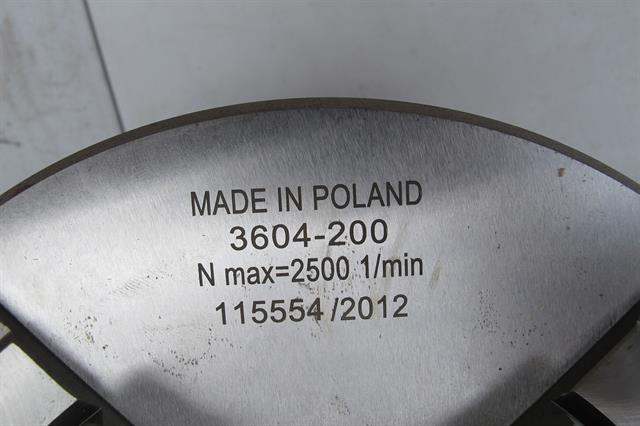 MADE IN POLAND
3604-200
N max=2500 1/min
115554/2012